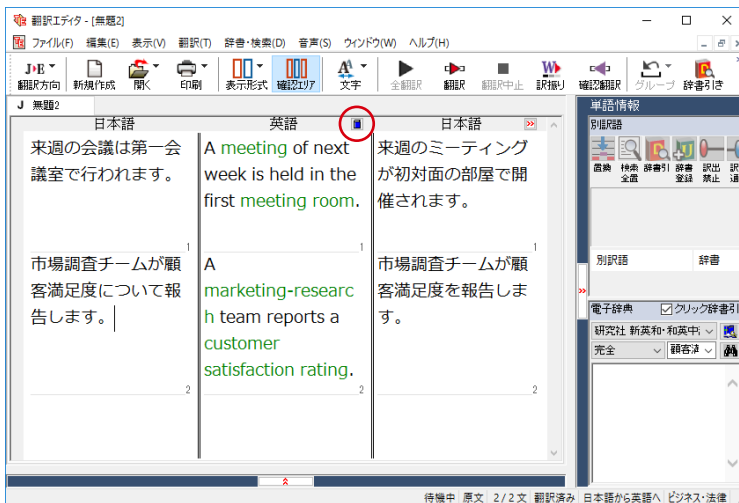 翻訳エディタ - [無題2]
ファイル(F) 編集(E) 表示(V) 翻訳(T) 辞書・検索(D) 音声(S) ウィンドウ(W) ヘルプ(H)
J▸E
翻訳方向 新規作成 開く 印刷 表示形式 確認エリア 文字 全翻訳 翻訳 翻訳中止 訳振り 確認翻訳 グループ 辞書引き
J 無題2
日本語 英語 日本語
来週の会議は第一会
議室で行われます。
1
A meeting of next
week is held in the
first meeting room.
1
来週のミーティング
が初対面の部屋で開
催されます。
1
市場調査チームが顧
客満足度について報
告します。
2
A
marketing-researc
h team reports a
customer
satisfaction rating.
2
市場調査チームが顧
客満足度を報告しま
す。
2
単語情報
別訳語
置換 検索全置 辞書引 辞書登録 訳出禁止
別訳語 辞書
電子辞典 クリック辞書引
研究社 新英和・和英中
完全
待機中 原文 2/2文 翻訳済み 日本語から英語へ ビジネス・法律